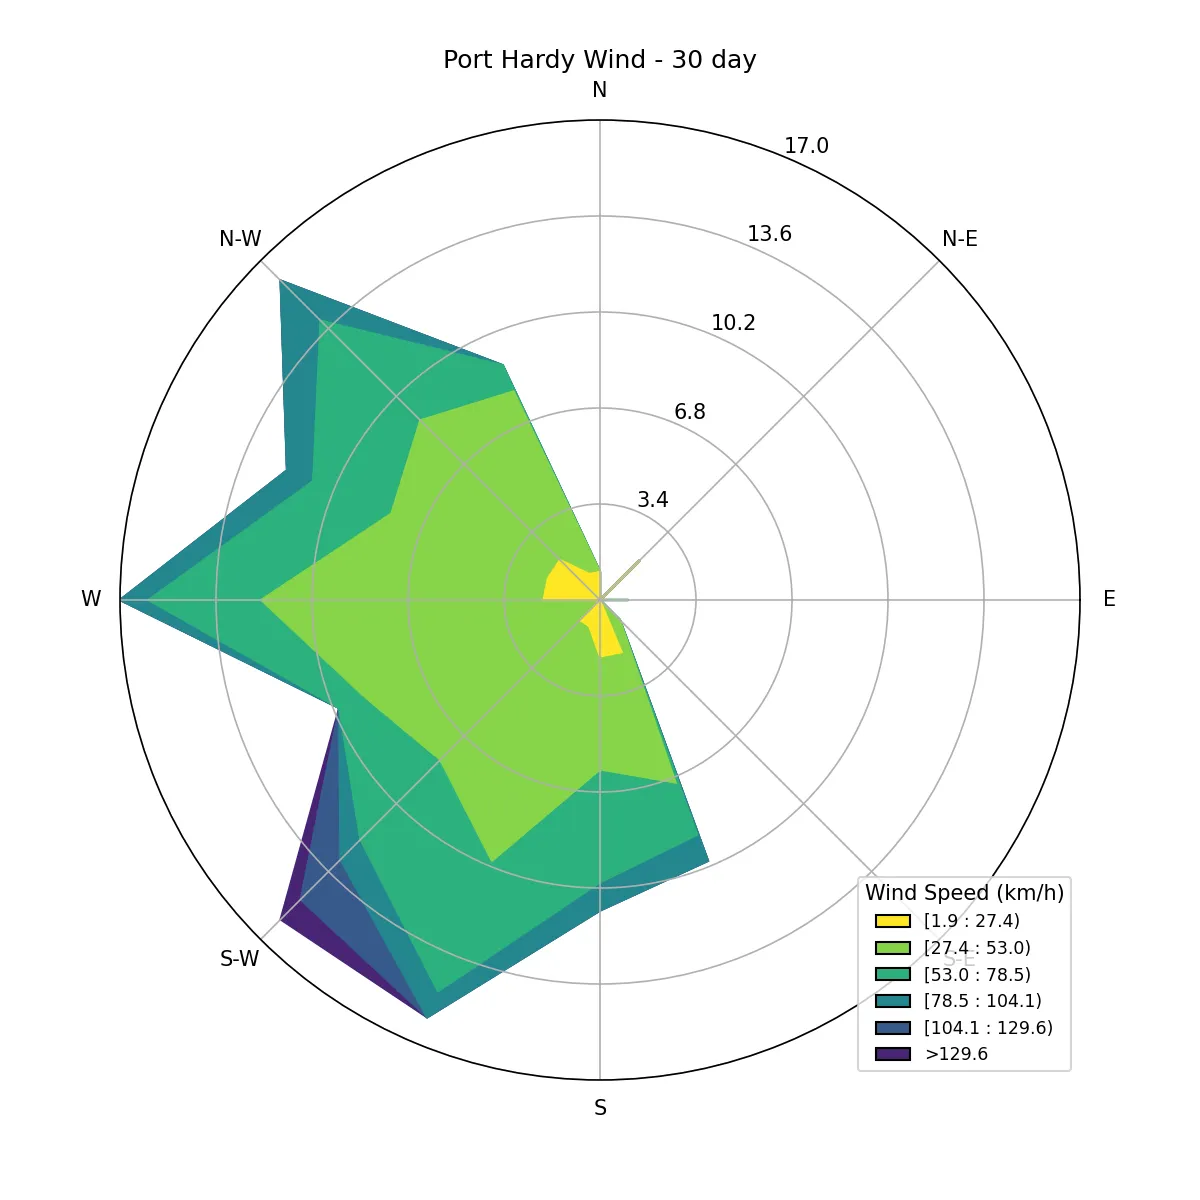 Port Hardy Wind - 30 day
N
17.0
13.6
N-W
N-E
10.2
6.8
3.4
W
E
Wind Speed (km/h)
[1.9 : 27.4)
[27.4 : 53.0)
S-E
S-W
[53.0 : 78.5)
[78.5 : 104.1)
[104.1 : 129.6)
>129.6
S